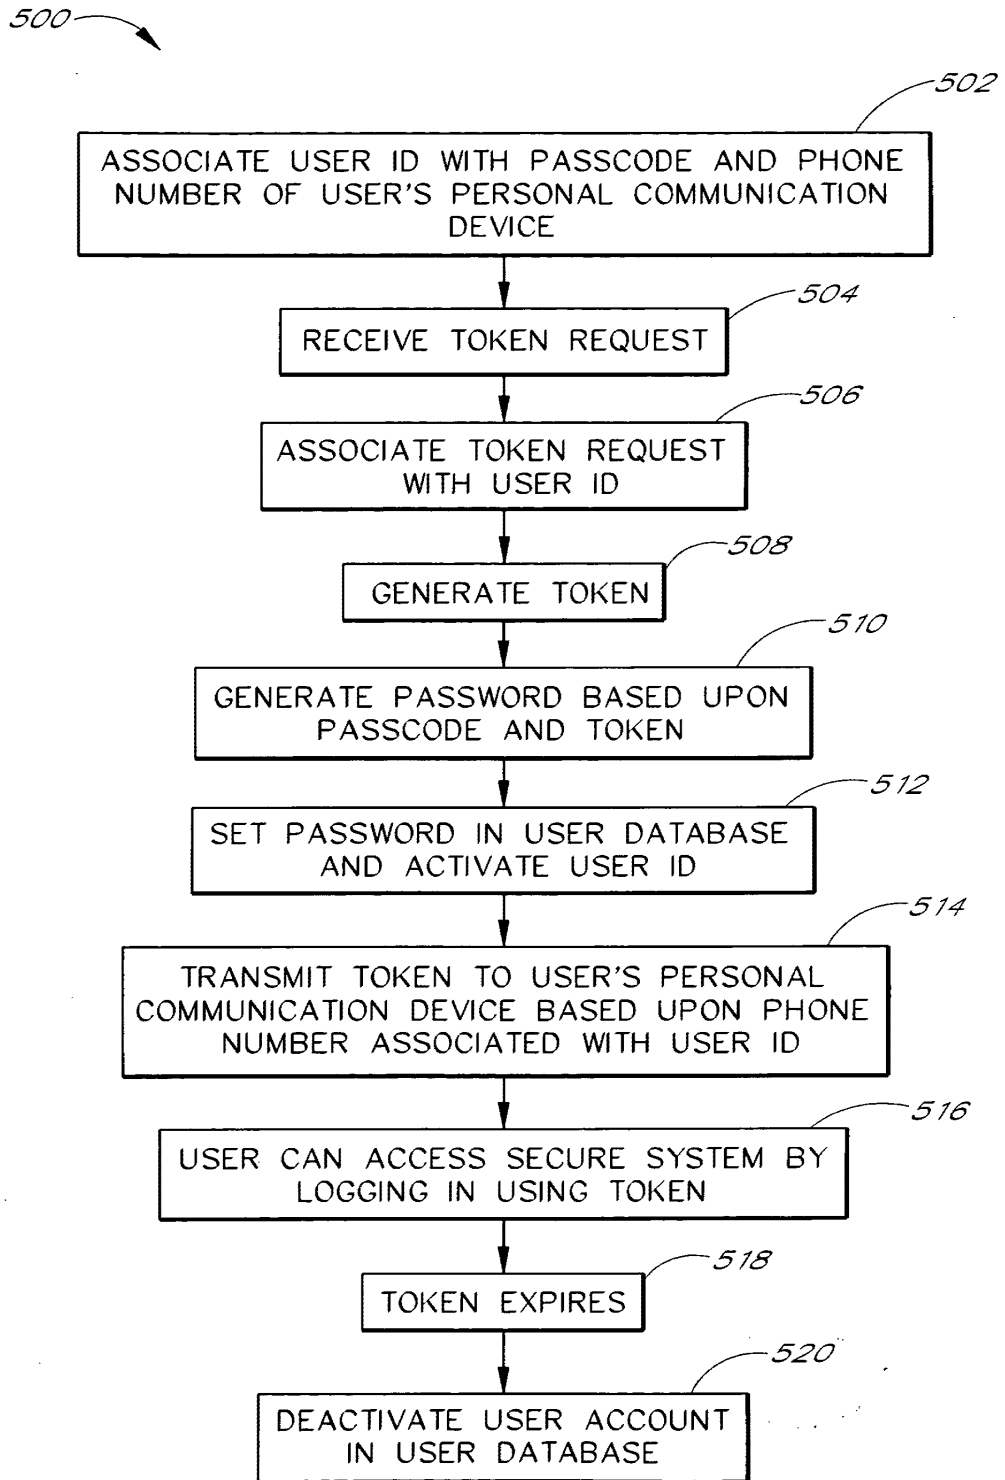 500
502
ASSOCIATE USER ID WITH PASSCODE AND PHONE
NUMBER OF USER'S PERSONAL COMMUNICATION
DEVICE
504
RECEIVE TOKEN REQUEST
506
ASSOCIATE TOKEN REQUEST
WITH USER ID
508
GENERATE TOKEN
510
GENERATE PASSWORD BASED UPON
PASSCODE AND TOKEN
512
SET PASSWORD IN USER DATABASE
AND ACTIVATE USER ID
514
TRANSMIT TOKEN TO USER'S PERSONAL
COMMUNICATION DEVICE BASED UPON PHONE
NUMBER ASSOCIATED WITH USER ID
516
USER CAN ACCESS SECURE SYSTEM BY
LOGGING IN USING TOKEN
518
TOKEN EXPIRES
520
DEACTIVATE USER ACCOUNT
IN USER DATABASE